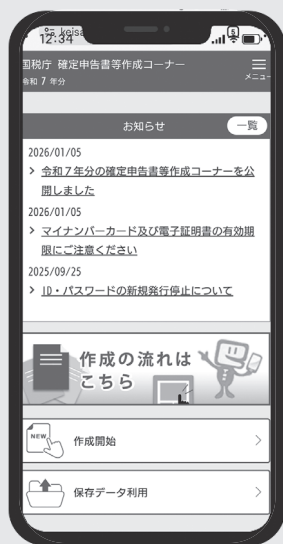 12:34
国税庁 確定申告書等作成コーナー
令和 7 年分
メニュー
お知らせ
一覧
2026/01/05
> 令和7年分の確定申告書等作成コーナーを公
開しました
2026/01/05
> マイナンバーカード及び電子証明書の有効期
限にご注意ください
2025/09/25
> ID・パスワードの新規発行停止について
作成の流れは
こちら
NEW
作成開始
保存データ利用